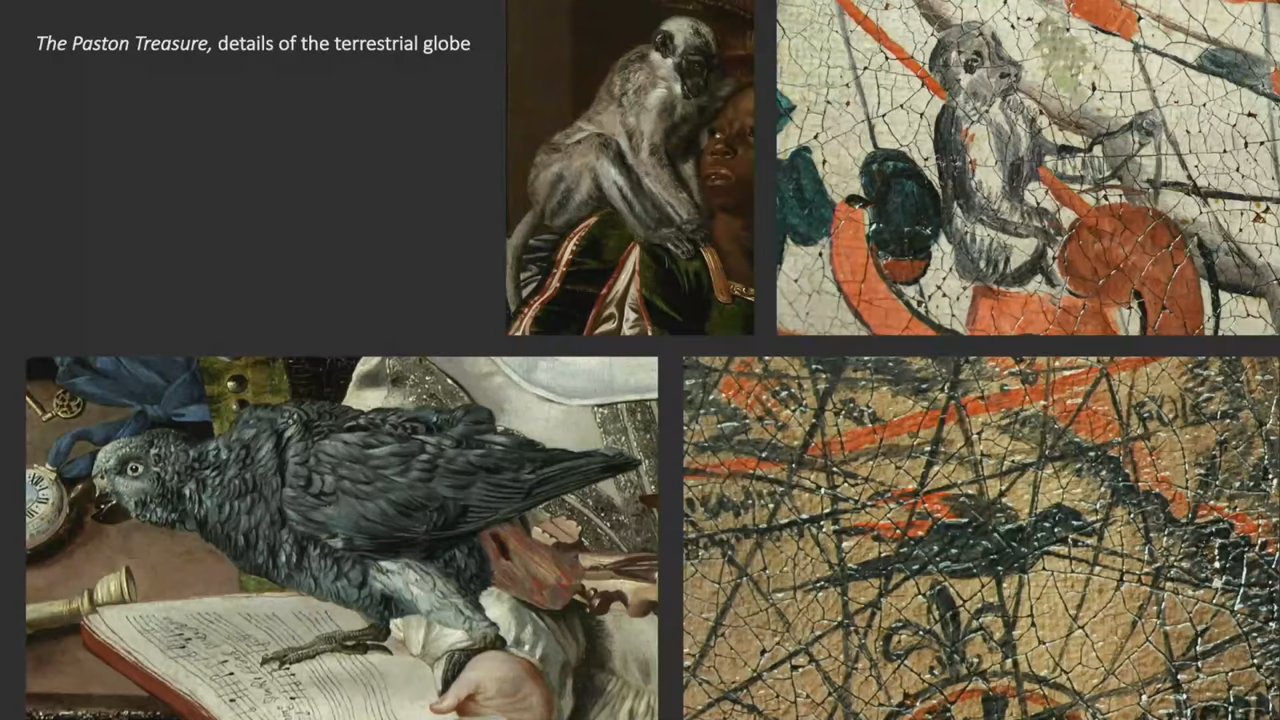 The Paston Treasure, details of the terrestrial globe